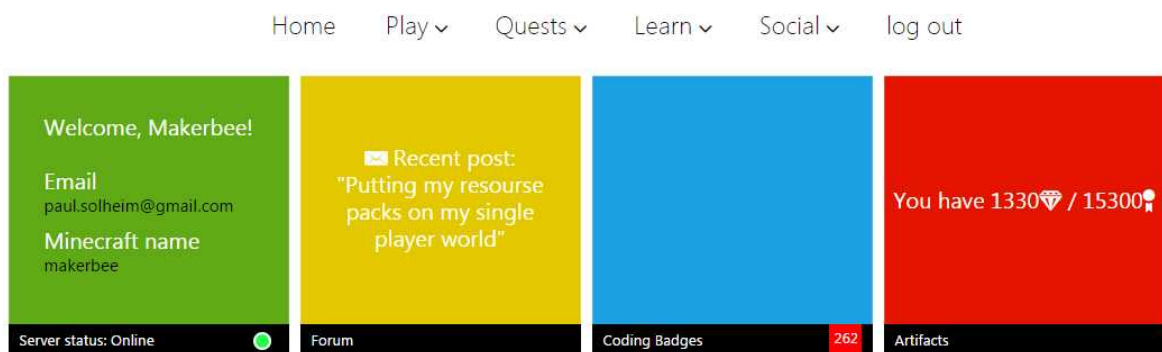 Home Play Quests Learn Social log out
Welcome, Makerbee!
Email
paul.solheim@gmail.com
Minecraft name
makerbee
Server status: Online
Recent post:
"Putting my resourse
packs on my single
player world"
Forum
Coding Badges 262
You have 1330 / 15300
Artifacts